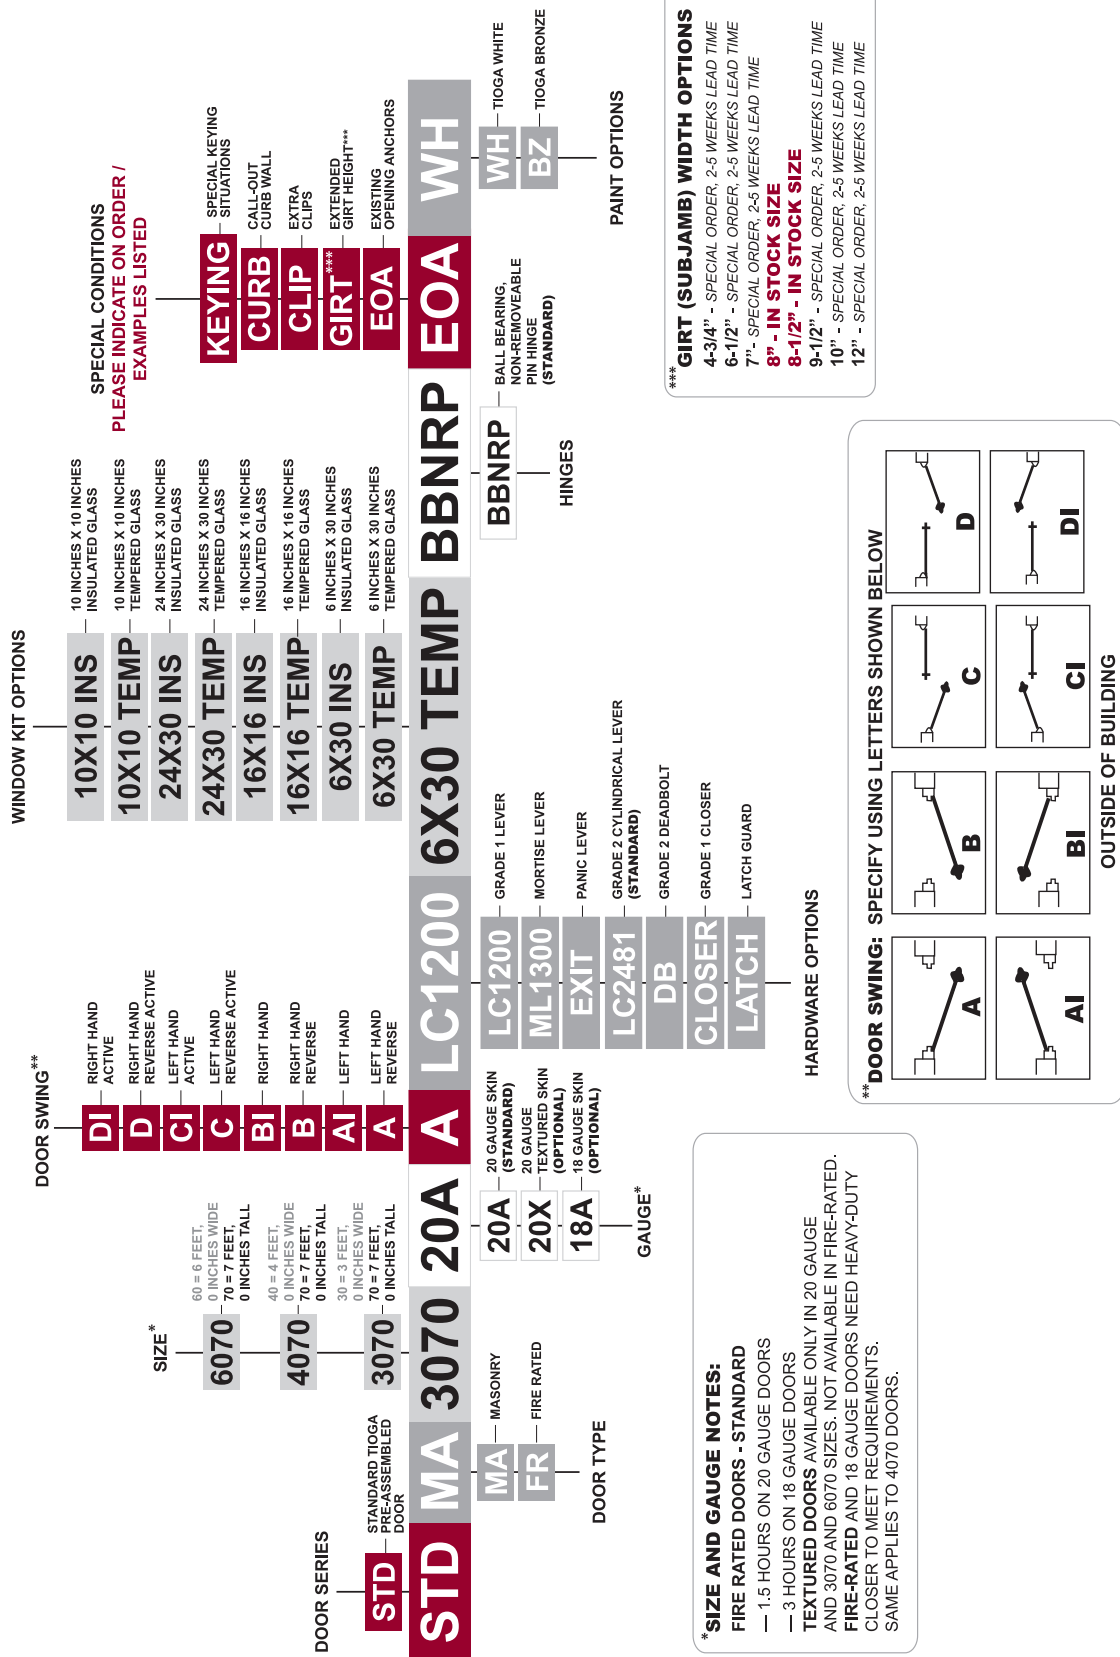 DOOR SERIES
STD
STANDARD TIOGA
PRE-ASSEMBLED
DOOR
SIZE*
6070
60 = 6 FEET,
0 INCHES WIDE
70 = 7 FEET,
0 INCHES TALL
4070
40 = 4 FEET,
0 INCHES WIDE
70 = 7 FEET,
0 INCHES TALL
3070
30 = 3 FEET,
0 INCHES WIDE
70 = 7 FEET,
0 INCHES TALL
DOOR SWING**
DI
RIGHT HAND
ACTIVE
D
RIGHT HAND
REVERSE ACTIVE
CI
LEFT HAND
ACTIVE
C
LEFT HAND
REVERSE ACTIVE
BI
RIGHT HAND
B
RIGHT HAND
REVERSE
AI
LEFT HAND
A
LEFT HAND
REVERSE
WINDOW KIT OPTIONS
10X10 INS
10 INCHES X 10 INCHES
INSULATED GLASS
10X10 TEMP
10 INCHES X 10 INCHES
TEMPERED GLASS
24X30 INS
24 INCHES X 30 INCHES
INSULATED GLASS
24X30 TEMP
24 INCHES X 30 INCHES
TEMPERED GLASS
16X16 INS
16 INCHES X 16 INCHES
INSULATED GLASS
16X16 TEMP
16 INCHES X 16 INCHES
TEMPERED GLASS
6X30 INS
6 INCHES X 30 INCHES
INSULATED GLASS
6X30 TEMP
6 INCHES X 30 INCHES
TEMPERED GLASS
SPECIAL CONDITIONS
PLEASE INDICATE ON ORDER /
EXAMPLES LISTED
KEYING
SPECIAL KEYING
SITUATIONS
CURB
CALL-OUT
CURB WALL
CLIP
EXTRA
CLIPS
GIRT***
EXTENDED
GIRT HEIGHT***
EOA
EXISTING
OPENING ANCHORS
STD MA 3070 20A A LC1200 6X30 TEMP BBNRP EOA WH
MA
MASONRY
FR
FIRE RATED
DOOR TYPE
20A
20 GAUGE SKIN
(STANDARD)
20X
20 GAUGE
TEXTURED SKIN
(OPTIONAL)
18A
18 GAUGE SKIN
(OPTIONAL)
GAUGE*
LC1200
GRADE 1 LEVER
ML1300
MORTISE LEVER
EXIT
PANIC LEVER
LC2481
GRADE 2 CYLINDRICAL LEVER
(STANDARD)
DB
GRADE 2 DEADBOLT
CLOSER
GRADE 1 CLOSER
LATCH
LATCH GUARD
HARDWARE OPTIONS
BBNRP
BALL BEARING,
NON-REMOVEABLE
PIN HINGE
(STANDARD)
HINGES
WH
TIOGA WHITE
BZ
TIOGA BRONZE
PAINT OPTIONS
*SIZE AND GAUGE NOTES:
FIRE RATED DOORS - STANDARD
— 1.5 HOURS ON 20 GAUGE DOORS
— 3 HOURS ON 18 GAUGE DOORS
TEXTURED DOORS AVAILABLE ONLY IN 20 GAUGE
AND 3070 AND 6070 SIZES. NOT AVAILABLE IN FIRE-RATED.
FIRE-RATED AND 18 GAUGE DOORS NEED HEAVY-DUTY
CLOSER TO MEET REQUIREMENTS.
SAME APPLIES TO 4070 DOORS.
**DOOR SWING: SPECIFY USING LETTERS SHOWN BELOW
A
B
C
D
AI
BI
CI
DI
OUTSIDE OF BUILDING
***GIRT (SUBJAMB) WIDTH OPTIONS
4-3/4” - SPECIAL ORDER, 2-5 WEEKS LEAD TIME
6-1/2” - SPECIAL ORDER, 2-5 WEEKS LEAD TIME
7”- SPECIAL ORDER, 2-5 WEEKS LEAD TIME
8” - IN STOCK SIZE
8-1/2” - IN STOCK SIZE
9-1/2” - SPECIAL ORDER, 2-5 WEEKS LEAD TIME
10” - SPECIAL ORDER, 2-5 WEEKS LEAD TIME
12” - SPECIAL ORDER, 2-5 WEEKS LEAD TIME